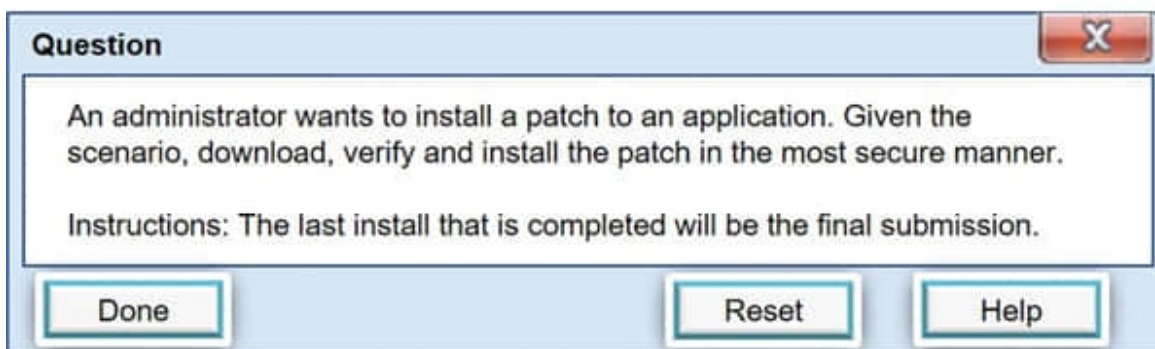 Question
X
An administrator wants to install a patch to an application. Given the
scenario, download, verify and install the patch in the most secure manner.
Instructions: The last install that is completed will be the final submission.
Done
Reset
Help